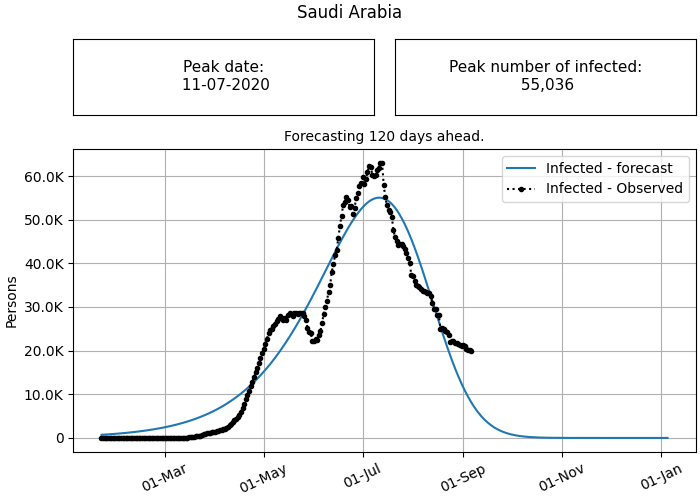 Saudi Arabia
Peak date:
11-07-2020
Peak number of infected:
55,036
Forecasting 120 days ahead.
Infected - forecast
Infected - Observed
60.0K
50.0K
40.0K
30.0K
20.0K
10.0K
0
Persons
01-Mar
01-May
01-Jul
01-Sep
01-Nov
01-Jan